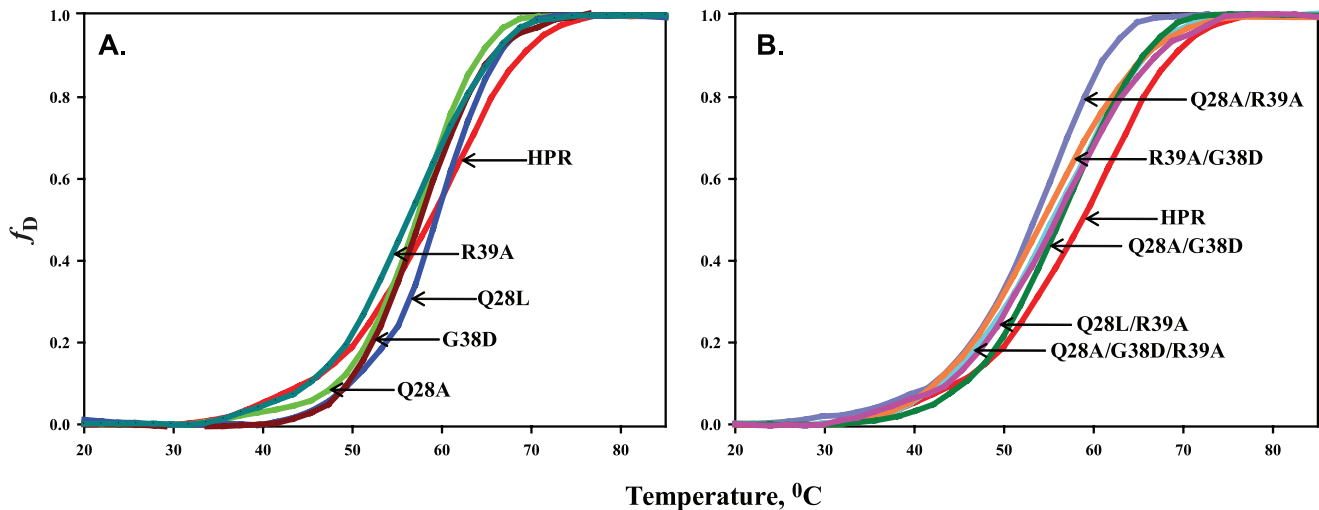 A.
B.
1.0
0.8
0.6
0.4
0.2
0.0
fD
20
30
40
50
60
70
80
HPR
R39A
Q28L
G38D
Q28A
1.0
0.8
0.6
0.4
0.2
0.0
20
30
40
50
60
70
80
Q28A/R39A
R39A/G38D
HPR
Q28A/G38D
Q28L/R39A
Q28A/G38D/R39A
Temperature, ⁰C